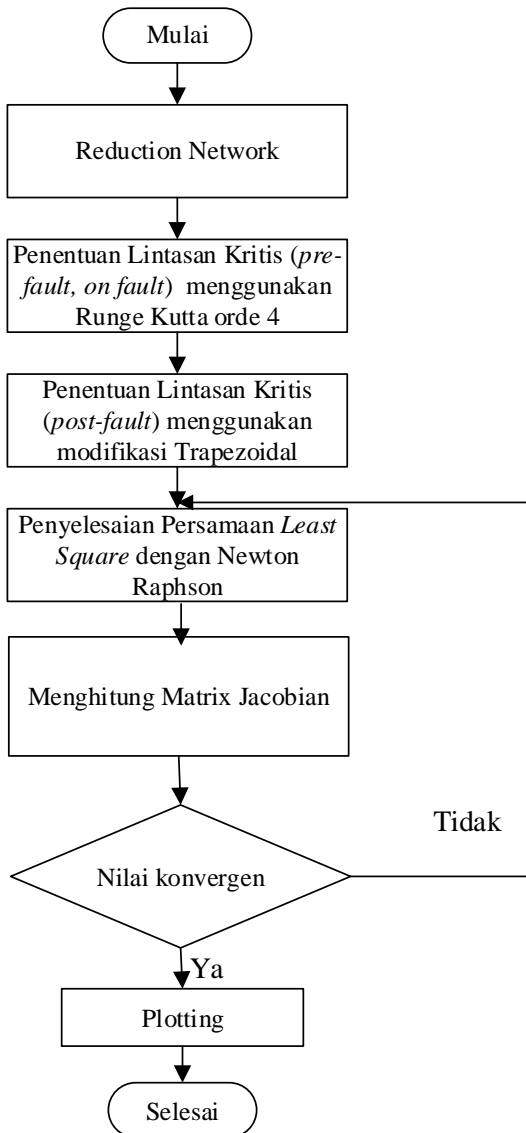 Mulai
Reduction Network
Penentuan Lintasan Kritis (pre-
fault, on fault) menggunakan
Runge Kutta orde 4
Penentuan Lintasan Kritis
(post-fault) menggunakan
modifikasi Trapezoidal
Penyelesaian Persamaan Least
Square dengan Newton
Raphson
Menghitung Matrix Jacobian
Tidak
Nilai konvergen
Ya
Plotting
Selesai